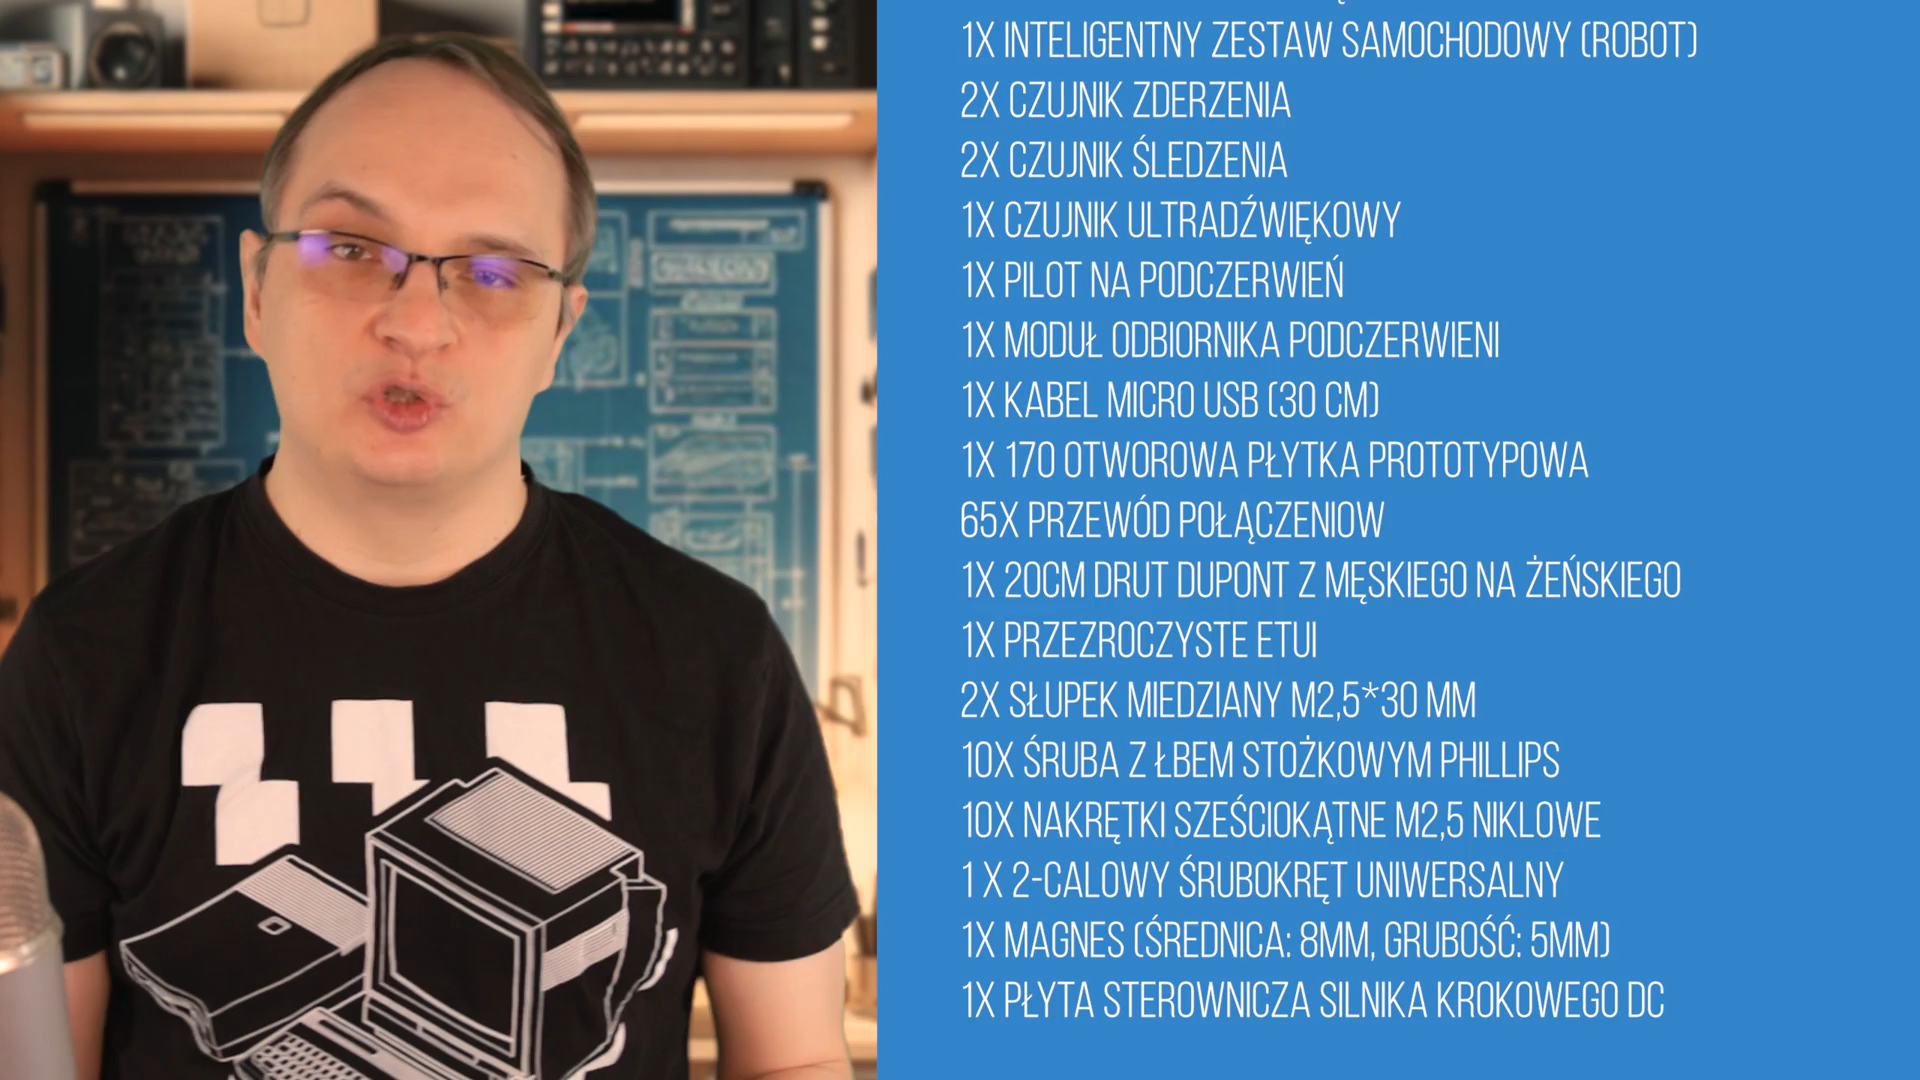 1X INTELIGENTNY ZESTAW SAMOCHODOWY (ROBOT)
2X CZUJNIK ZDERZENIA
2X CZUJNIK ŚLEDZENIA
1X CZUJNIK ULTRADŹWIĘKOWY
1X PILOT NA PODCZERWIEŃ
1X MODUŁ ODBIORNIKA PODCZERWIENI
1X KABEL MICRO USB (30 CM)
1X 170 OTWOROWA PŁYTKA PROTOTYPOWA
65X PRZEWÓD POŁĄCZENIOW
1X 20CM DRUT DUPONT Z MĘSKIEGO NA ŻEŃSKIEGO
1X PRZEZROCZYSTE ETUI
2X SŁUPEK MIEDZIANY M2,5*30 MM
10X ŚRUBA Z ŁBEM STOŻKOWYM PHILLIPS
10X NAKRĘTKI SZEŚCIOKĄTNE M2,5 NIKLOWE
1 X 2-CALOWY ŚRUBOKRĘT UNIWERSALNY
1X MAGNES (ŚREDNICA: 8MM, GRUBOŚĆ: 5MM)
1X PŁYTA STEROWNICZA SILNIKA KROKOWEGO DC